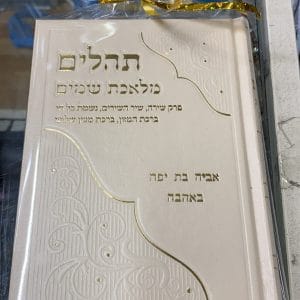 תהלים
מלאכת שמים
פרק שירה, שיר השירים, נשמת כל חי
ברכת המזון, ברכת מעין שלוש
אביה בת יפה
באהבה